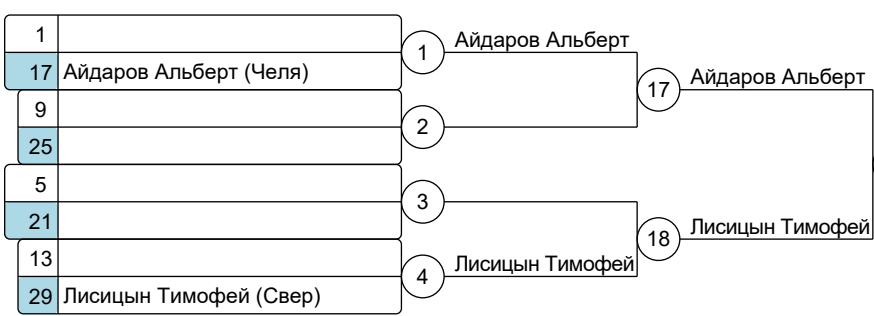 1
17 Айдаров Альберт (Челя)
9
25
5
21
13
29 Лисицын Тимофей (Свер)
1 Айдаров Альберт
2
3
4 Лисицын Тимофей
17 Айдаров Альберт
18 Лисицын Тимофей